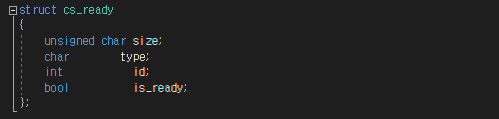 struct cs_ready
{
unsigned char size;
char type;
int id;
bool is_ready;
};